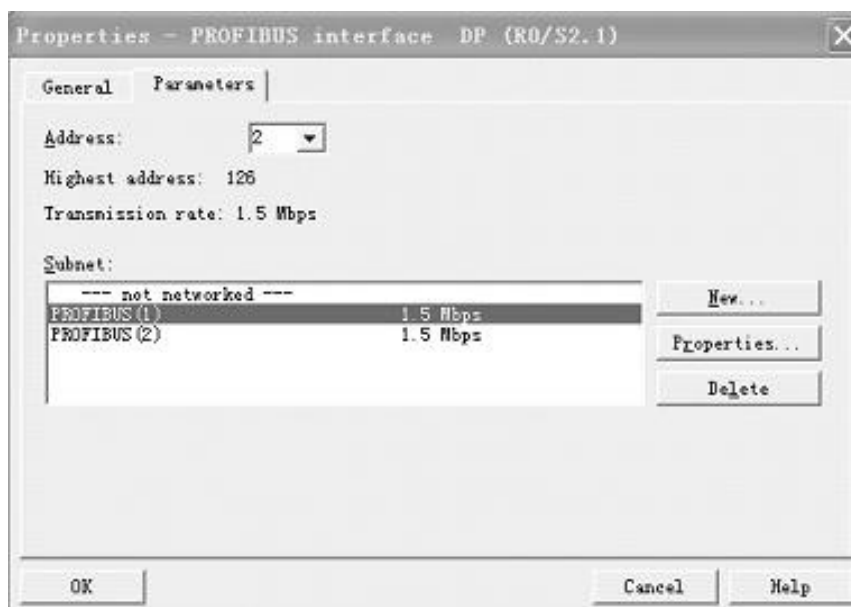 Properties - PROFIBUS interface DP (R0/S2.1)
General Parameters
Address: 2
Highest address: 126
Transmission rate: 1.5 Mbps
Subnet:
--- not networked ---
PROFIBUS(1) 1.5 Mbps
PROFIBUS(2) 1.5 Mbps
New...
Properties...
Delete
OK Cancel Help